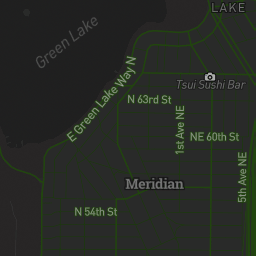 LAKE
Green Lake
Tsui Sushi Bar
E Green Lake Way N
N 63rd St
1st Ave NE
NE 60th St
5th Ave NE
Meridian
N 54th St